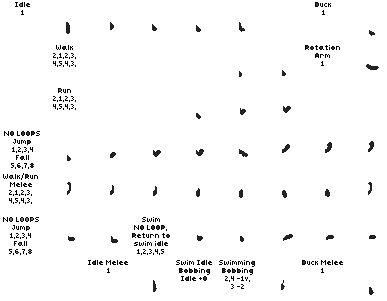 Idle
1
Duck
1
Walk
2,1,2,3,
4,5,4,3,
Rotation
Arm
1
Run
2,1,2,3,
4,5,4,3,
NO LOOPS
Jump
1,2,3,4
Fall
5,6,7,8
Walk/Run
Melee
2,1,2,3,
4,5,4,3,
NO LOOPS
Jump
1,2,3,4
Fall
5,6,7,8
Swim
NO LOOP,
Return to
swim idle
1,2,3,4,5
Idle Melee
1
Swim Idle
Bobbing
Idle +0
Swimming
Bobbing
2,4 -1v,
3 -2
Duck Melee
1